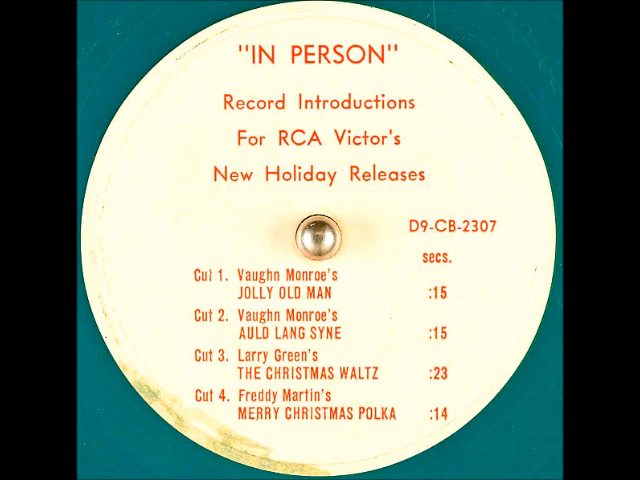 "IN PERSON"
Record Introductions
For RCA Victor's
New Holiday Releases
D9-CB-2307
secs.
Cut 1. Vaughn Monroe's
JOLLY OLD MAN :15
Cut 2. Vaughn Monroe's
AULD LANG SYNE :15
Cut 3. Larry Green's
THE CHRISTMAS WALTZ :23
Cut 4. Freddy Martin's
MERRY CHRISTMAS POLKA :14